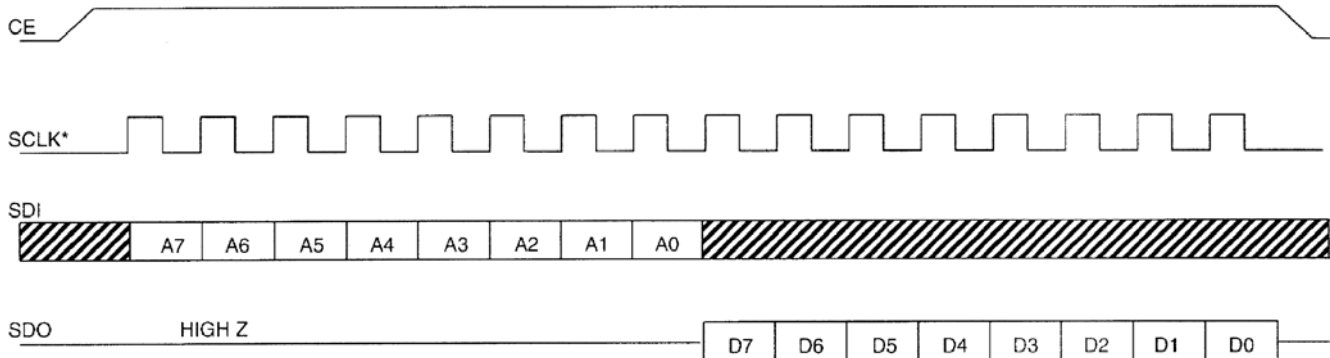 CE
SCLK*
SDI
A7 A6 A5 A4 A3 A2 A1 A0
SDO HIGH Z D7 D6 D5 D4 D3 D2 D1 D0